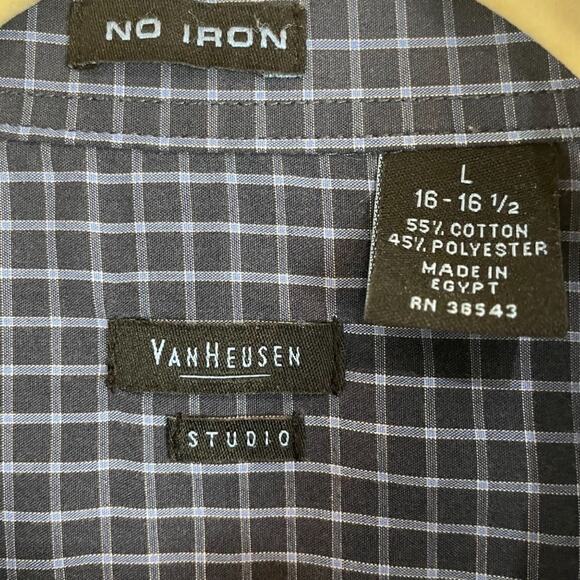 NO IRON
L
16 - 16 1/2
55% COTTON
45% POLYESTER
MADE IN
EGYPT
RN 36543
VANHEUSEN
STUDIO